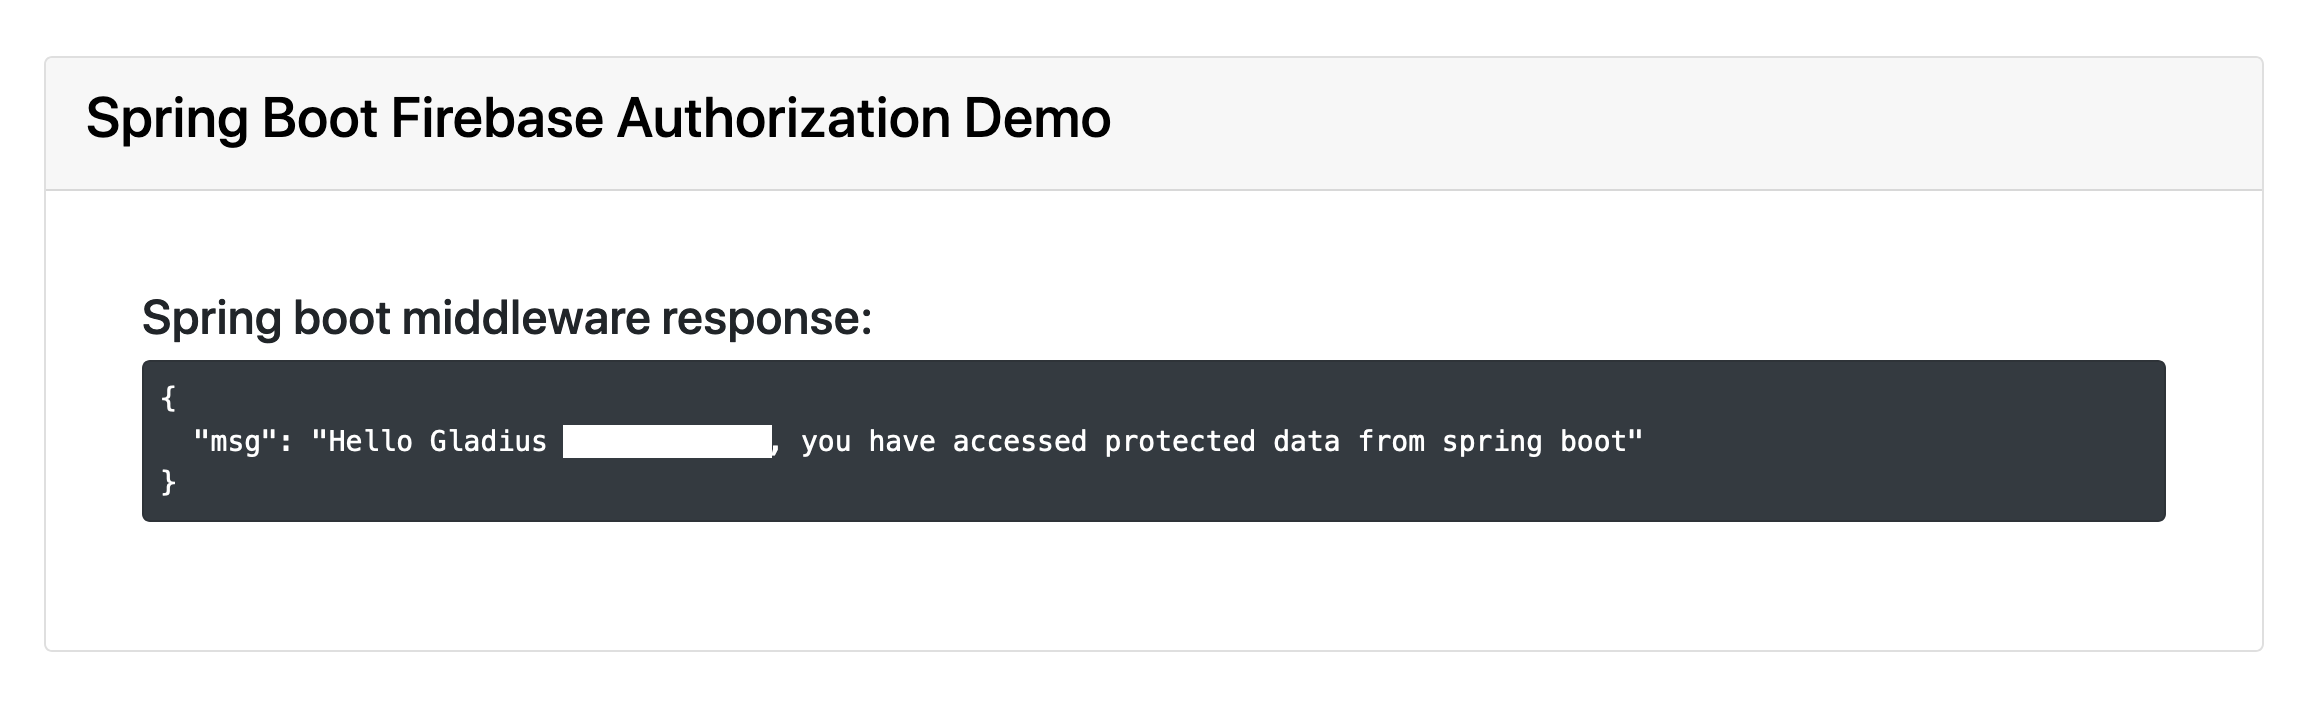 Spring Boot Firebase Authorization Demo
Spring boot middleware response:
{
"msg": "Hello Gladius , you have accessed protected data from spring boot"
}